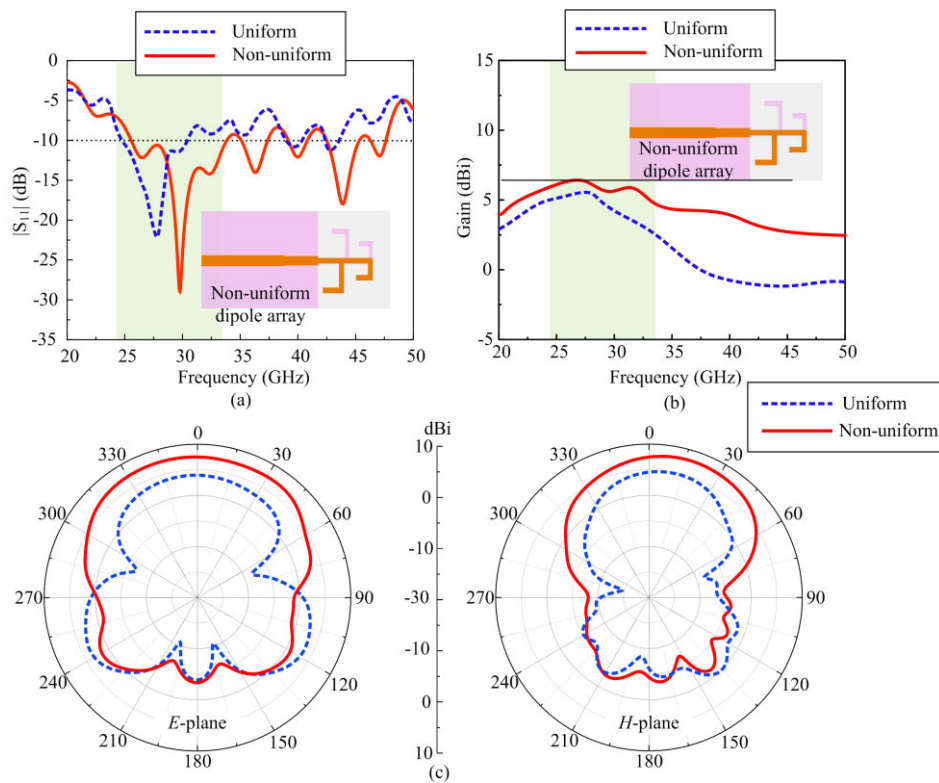 Uniform
Non-uniform
0
-5
-10
-15
-20
-25
-30
-35
|S₁₁| (dB)
Non-uniform
dipole array
20 25 30 35 40 45 50
Frequency (GHz)
(a)
Uniform
Non-uniform
15
10
5
0
-5
Gain (dBi)
Non-uniform
dipole array
20 25 30 35 40 45 50
Frequency (GHz)
(b)
Uniform
Non-uniform
0
30
60
90
120
150
180
210
240
270
300
330
E-plane
dBi
10
0
-10
-30
-10
0
10
0
30
60
90
120
150
180
210
240
270
300
330
H-plane
(c)